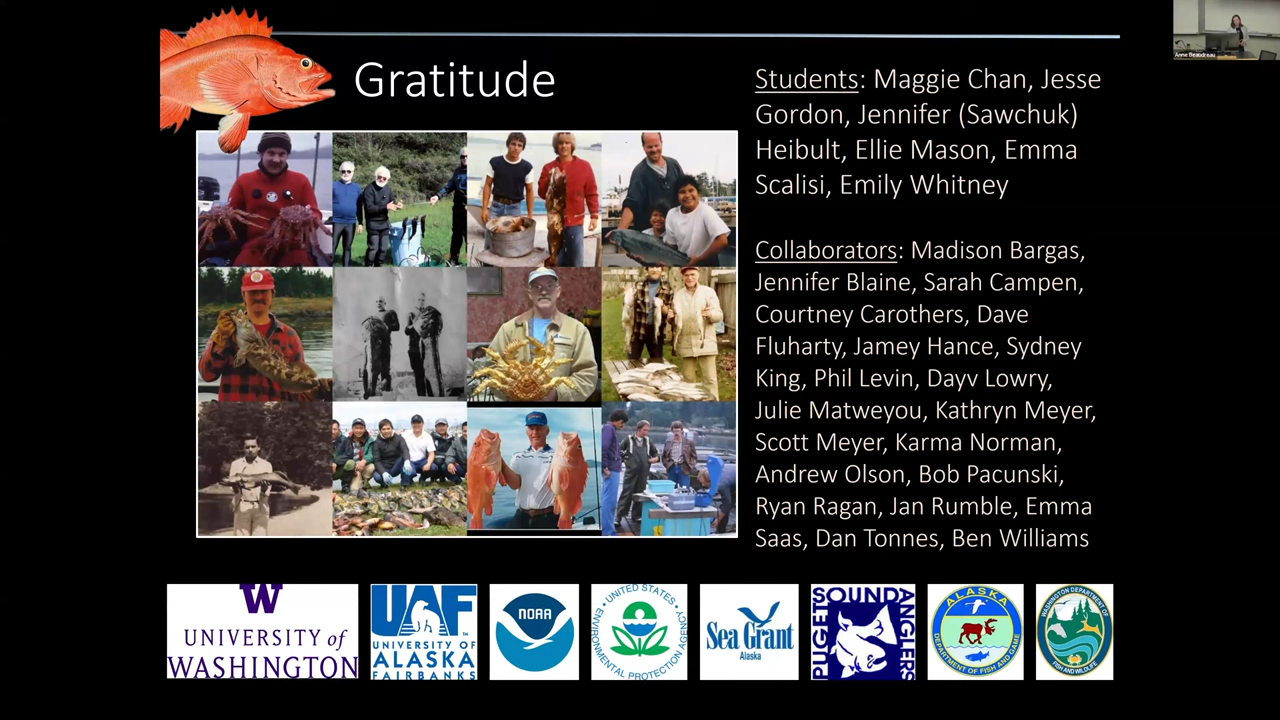 Gratitude
Students: Maggie Chan, Jesse
Gordon, Jennifer (Sawchuk)
Heibult, Ellie Mason, Emma
Scalisi, Emily Whitney
Collaborators: Madison Bargas,
Jennifer Blaine, Sarah Campen,
Courtney Carothers, Dave
Fluharty, Jamey Hance, Sydney
King, Phil Levin, Dayv Lowry,
Julie Matweyou, Kathryn Meyer,
Scott Meyer, Karma Norman,
Andrew Olson, Bob Pacunski,
Ryan Ragan, Jan Rumble, Emma
Saas, Dan Tonnes, Ben Williams
Anne Beaudreau
W
UNIVERSITY of
WASHINGTON
UAF
UNIVERSITY OF
ALASKA
FAIRBANKS
NOAA
UNITED STATES
ENVIRONMENTAL PROTECTION AGENCY
Sea Grant
Alaska
PUGET SOUND ANGLERS
ALASKA
DEPARTMENT OF FISH AND GAME
WASHINGTON DEPARTMENT OF
FISH AND WILDLIFE